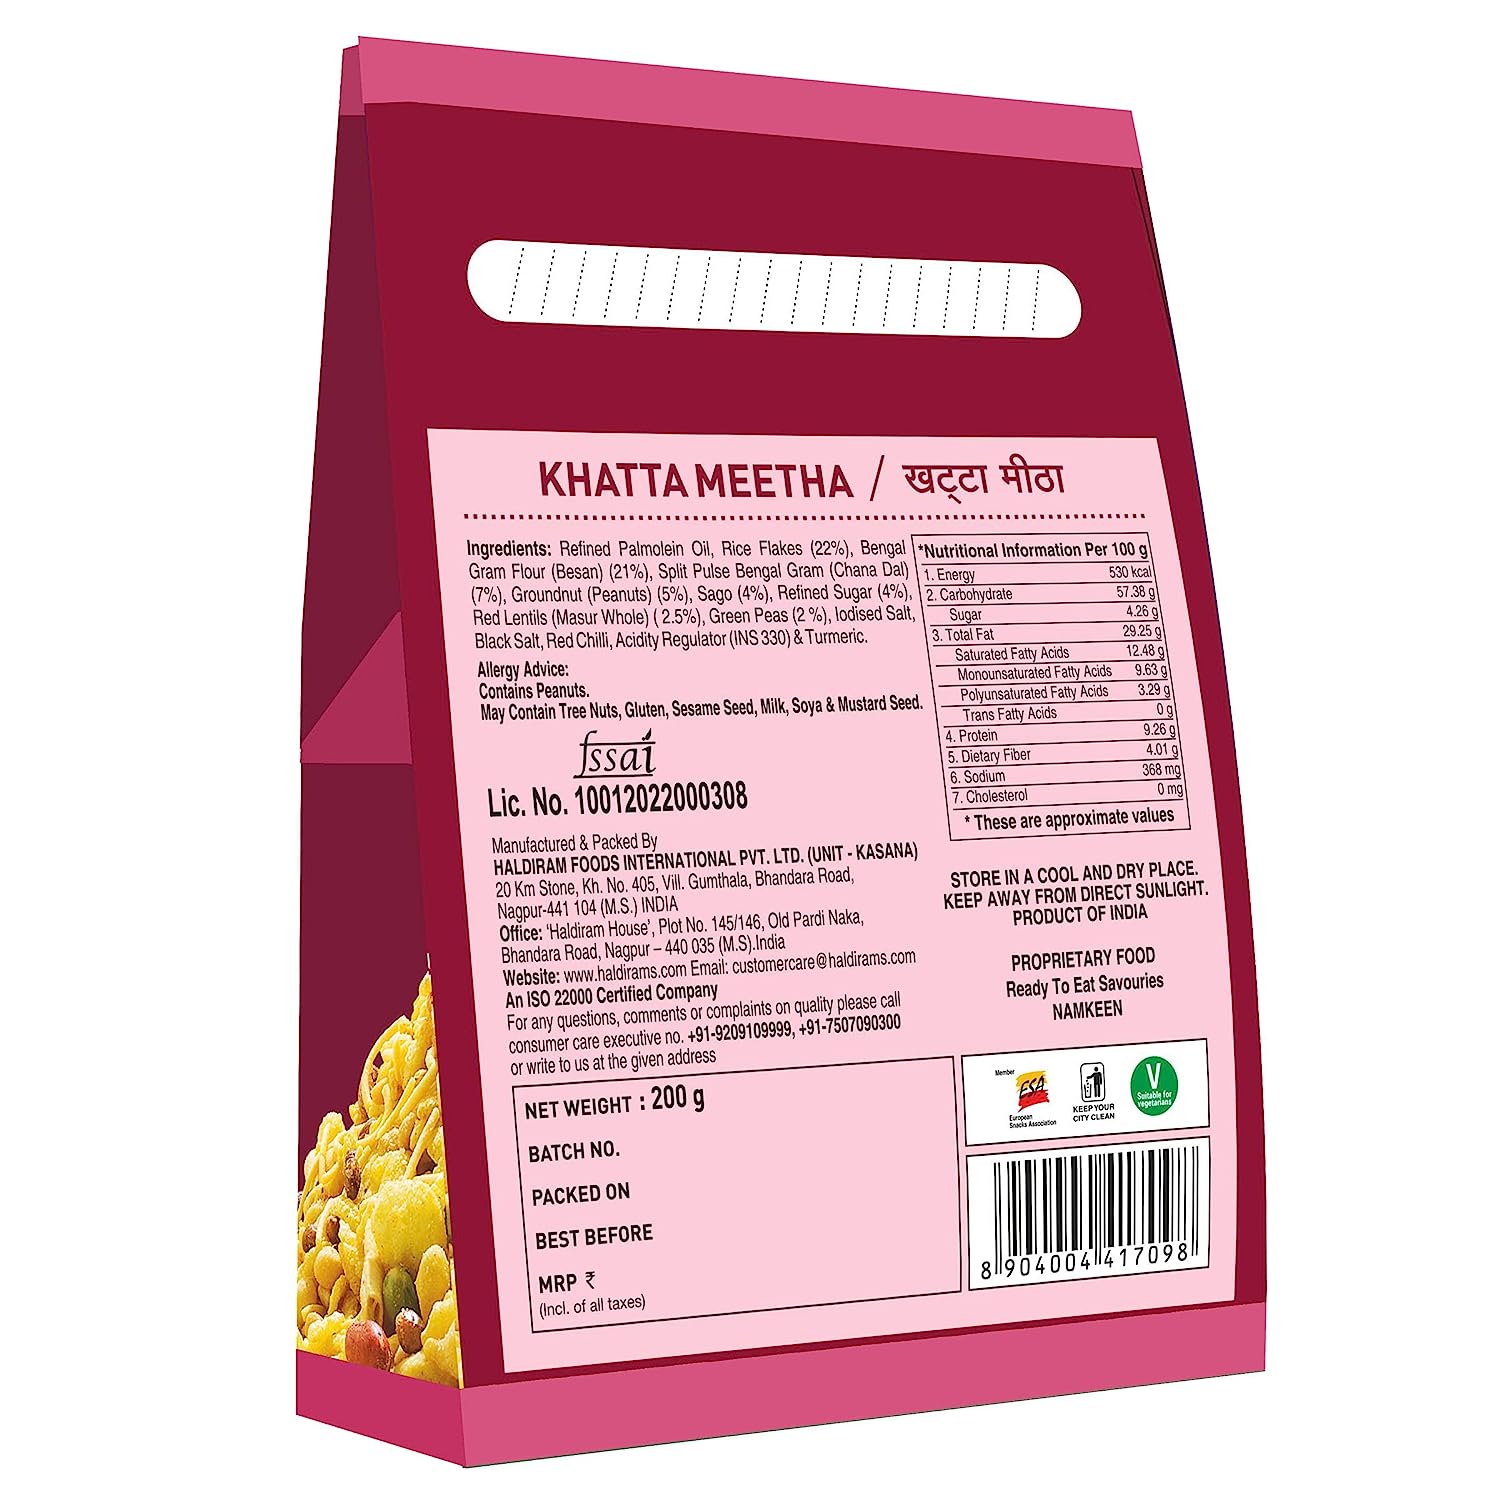 KHATTA MEETHA / खट्टा मीठा
Ingredients: Refined Palmolein Oil, Rice Flakes (22%), Bengal
Gram Flour (Besan) (21%), Split Pulse Bengal Gram (Chana Dal)
(7%), Groundnut (Peanuts) (5%), Sago (4%), Refined Sugar (4%),
Red Lentils (Masur Whole) ( 2.5%), Green Peas (2 %), Iodised Salt,
Black Salt, Red Chilli, Acidity Regulator (INS 330) & Turmeric.
Allergy Advice:
Contains Peanuts.
May Contain Tree Nuts, Gluten, Sesame Seed, Milk, Soya & Mustard Seed.
fssai
Lic. No. 10012022000308
Manufactured & Packed By
HALDIRAM FOODS INTERNATIONAL PVT. LTD. (UNIT - KASANA)
20 Km Stone, Kh. No. 405, Vill. Gumthala, Bhandara Road,
Nagpur-441 104 (M.S.) INDIA
Office: 'Haldiram House', Plot No. 145/146, Old Pardi Naka,
Bhandara Road, Nagpur – 440 035 (M.S).India
Website: www.haldirams.com Email: customercare@haldirams.com
An ISO 22000 Certified Company
For any questions, comments or complaints on quality please call
consumer care executive no. +91-9209109999, +91-7507090300
or write to us at the given address
*Nutritional Information Per 100 g
1. Energy 530 kcal
2. Carbohydrate 57.38 g
Sugar 4.26 g
3. Total Fat 29.25 g
Saturated Fatty Acids 12.48 g
Monounsaturated Fatty Acids 9.63 g
Polyunsaturated Fatty Acids 3.29 g
Trans Fatty Acids 0 g
4. Protein 9.26 g
5. Dietary Fiber 4.01 g
6. Sodium 368 mg
7. Cholesterol 0 mg
* These are approximate values
STORE IN A COOL AND DRY PLACE.
KEEP AWAY FROM DIRECT SUNLIGHT.
PRODUCT OF INDIA
PROPRIETARY FOOD
Ready To Eat Savouries
NAMKEEN
NET WEIGHT : 200 g
BATCH NO.
PACKED ON
BEST BEFORE
MRP ₹
(Incl. of all taxes)
Member
ESA
European
Snacks Association
KEEP YOUR
CITY CLEAN
V
Suitable for
vegetarians
8 904004 417098